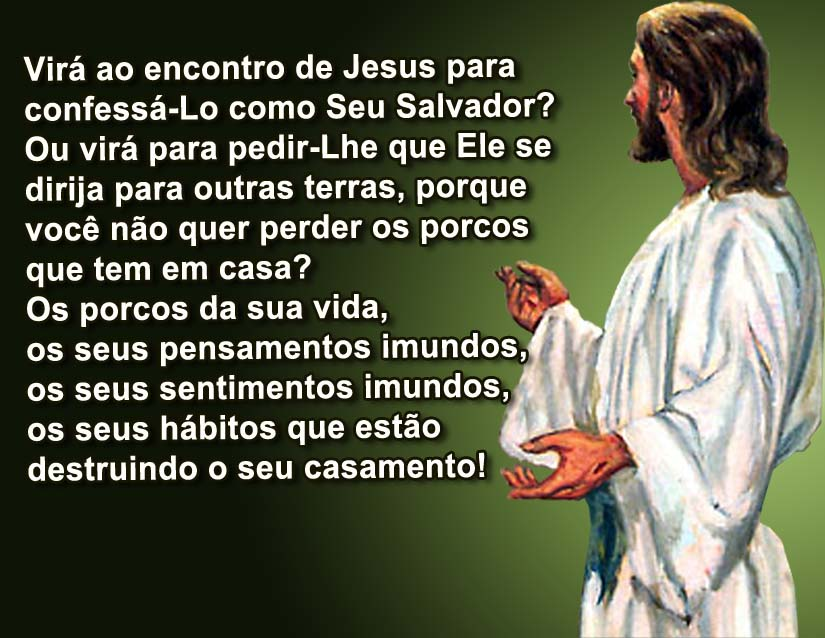 Virá ao encontro de Jesus para
confessá-Lo como Seu Salvador?
Ou virá para pedir-Lhe que Ele se
dirija para outras terras, porque
você não quer perder os porcos
que tem em casa?
Os porcos da sua vida,
os seus pensamentos imundos,
os seus sentimentos imundos,
os seus hábitos que estão
destruindo o seu casamento!